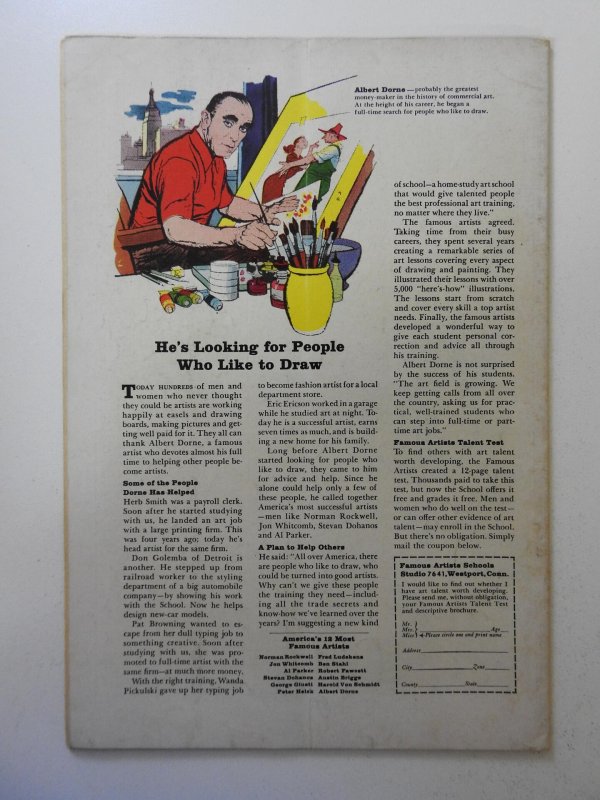 Albert Dorne—probably the greatest
money-maker in the history of commercial art.
At the height of his career, he began a
full-time search for people who like to draw.
He's Looking for People
Who Like to Draw
TODAY HUNDREDS of men and
women who never thought
they could be artists are working
happily at easels and drawing
boards, making pictures and get-
ting well paid for it. They all can
thank Albert Dorne, a famous
artist who devotes almost his full
time to helping other people be-
come artists.
Some of the People
Dorne Has Helped
Herb Smith was a payroll clerk.
Soon after he started studying
with us, he landed an art job
with a large printing firm. This
was four years ago; today he's
head artist for the same firm.
Don Golemba of Detroit is
another. He stepped up from
railroad worker to the styling
department of a big automobile
company—by showing his work
with the School. Now he helps
design new-car models.
Pat Browning wanted to es-
cape from her dull typing job to
something creative. Soon after
studying with us, she was pro-
moted to full-time artist with the
same firm—at much more money.
With the right training, Wanda
Pickulski gave up her typing job
to become fashion artist for a local
department store.
Eric Ericson worked in a garage
while he studied art at night. To-
day he is a successful artist, earns
seven times as much, and is build-
ing a new home for his family.
Long before Albert Dorne
started looking for people who
like to draw, they came to him
for advice and help. Since he
alone could help only a few of
these people, he called together
America's most successful artists
—men like Norman Rockwell,
Jon Whitcomb, Stevan Dohanos
and Al Parker.
A Plan to Help Others
He said: "All over America, there
are people who like to draw, who
could be turned into good artists.
Why can't we give these people
the training they need—includ-
ing all the trade secrets and
know-how we've learned over the
years? I'm suggesting a new kind
America's 12 Most
Famous Artists
Norman Rockwell Fred Ludekens
Jon Whitcomb Ben Stahl
Al Parker Robert Fawcett
Stevan Dohanos Austin Briggs
George Giusti Harold Von Schmidt
Peter Helck Albert Dorne
of school—a home-study art school
that would give talented people
the best professional art training,
no matter where they live."
The famous artists agreed.
Taking time from their busy
careers, they spent several years
creating a remarkable series of
art lessons covering every aspect
of drawing and painting. They
illustrated their lessons with over
5,000 "here's-how" illustrations.
The lessons start from scratch
and cover every skill a top artist
needs. Finally, the famous artists
developed a wonderful way to
give each student personal cor-
rection and advice all through
his training.
Albert Dorne is not surprised
by the success of his students.
"The art field is growing. We
keep getting calls from all over
the country, asking us for prac-
tical, well-trained students who
can step into full-time or part-
time art jobs."
Famous Artists Talent Test
To find others with art talent
worth developing, the Famous
Artists created a 12-page talent
test. Thousands paid to take this
test, but now the School offers it
free and grades it free. Men and
women who do well on the test—
or can offer other evidence of art
talent—may enroll in the School.
But there's no obligation. Simply
mail the coupon below.
Famous Artists Schools
Studio 7641, Westport, Conn.
I would like to find out whether I
have art talent worth developing.
Please send me, without obligation,
your Famous Artists Talent Test
and descriptive brochure.
Mr.
Mrs. Age
Miss Please circle one and print name
Address
City Zone
County State